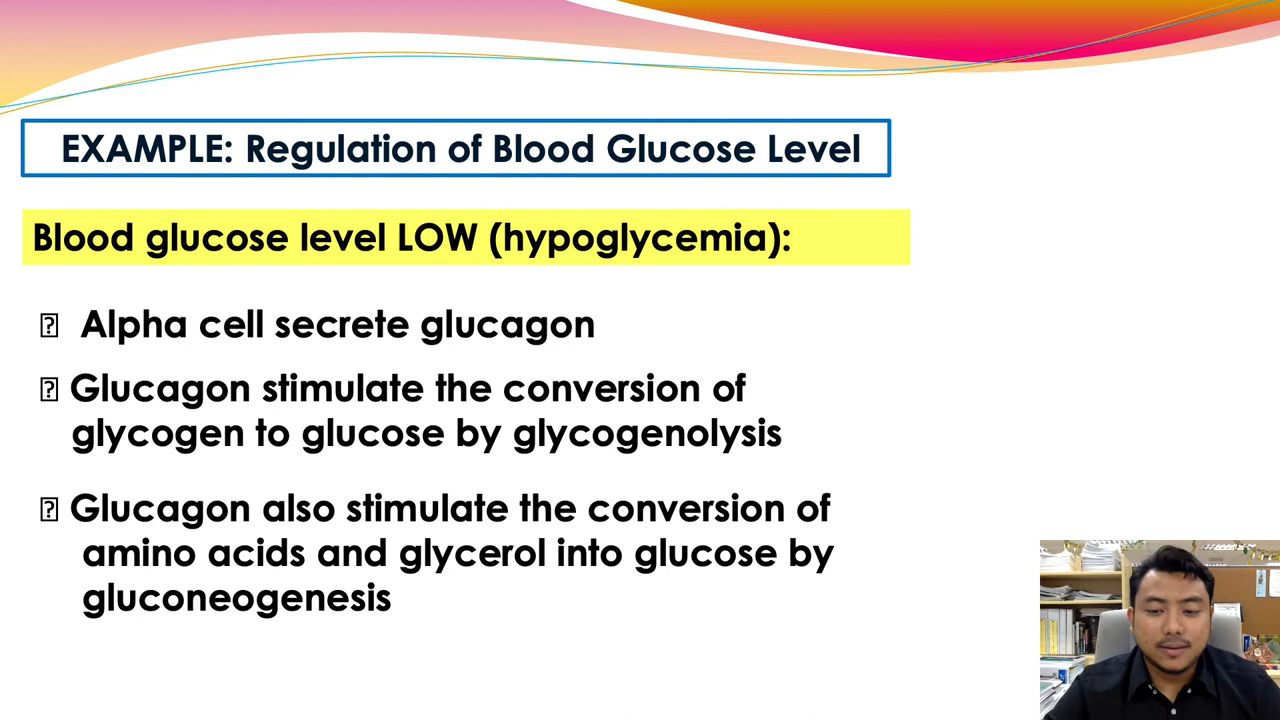 EXAMPLE: Regulation of Blood Glucose Level
Blood glucose level LOW (hypoglycemia):
Alpha cell secrete glucagon
Glucagon stimulate the conversion of
glycogen to glucose by glycogenolysis
Glucagon also stimulate the conversion of
amino acids and glycerol into glucose by
gluconeogenesis